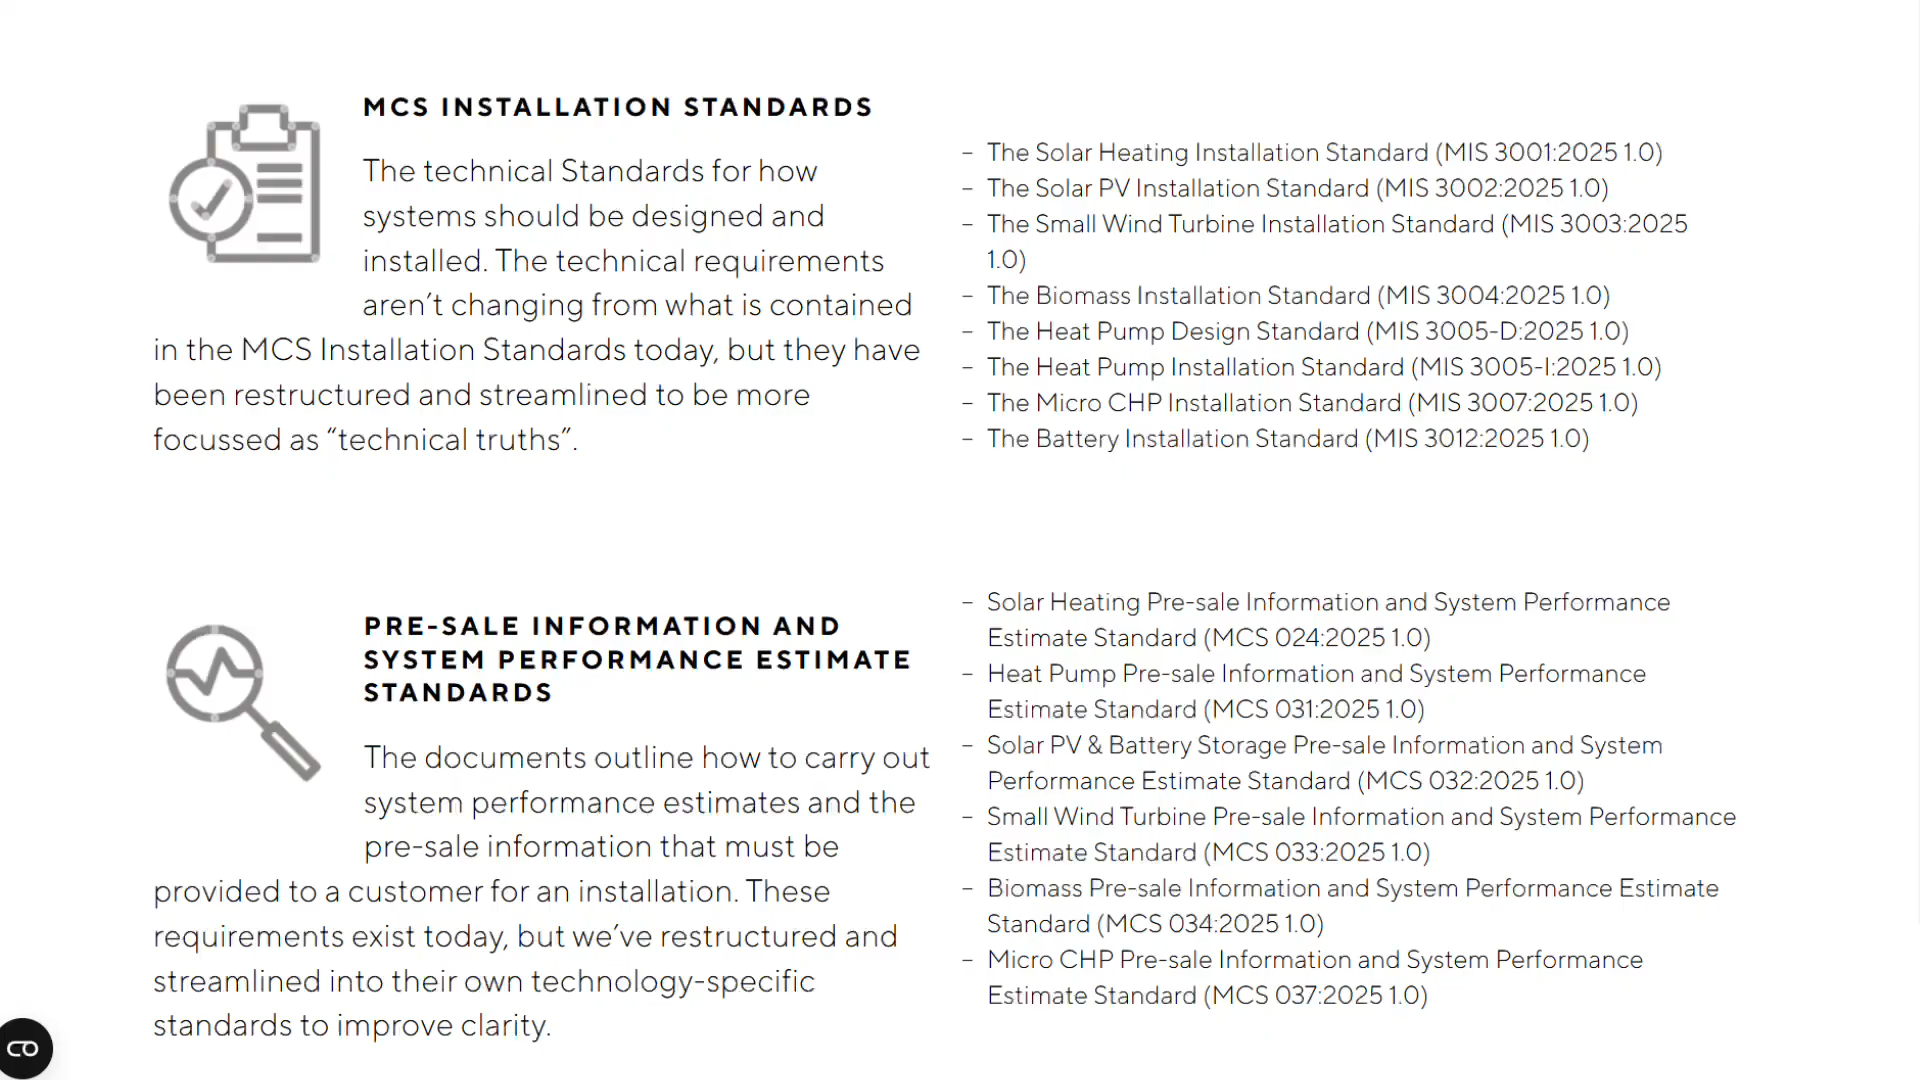 MCS INSTALLATION STANDARDS
The technical Standards for how
systems should be designed and
installed. The technical requirements
aren't changing from what is contained
in the MCS Installation Standards today, but they have
been restructured and streamlined to be more
focussed as “technical truths”.
– The Solar Heating Installation Standard (MIS 3001:2025 1.0)
– The Solar PV Installation Standard (MIS 3002:2025 1.0)
– The Small Wind Turbine Installation Standard (MIS 3003:2025
1.0)
– The Biomass Installation Standard (MIS 3004:2025 1.0)
– The Heat Pump Design Standard (MIS 3005-D:2025 1.0)
– The Heat Pump Installation Standard (MIS 3005-I:2025 1.0)
– The Micro CHP Installation Standard (MIS 3007:2025 1.0)
– The Battery Installation Standard (MIS 3012:2025 1.0)
PRE-SALE INFORMATION AND
SYSTEM PERFORMANCE ESTIMATE
STANDARDS
The documents outline how to carry out
system performance estimates and the
pre-sale information that must be
provided to a customer for an installation. These
requirements exist today, but we've restructured and
streamlined into their own technology-specific
standards to improve clarity.
– Solar Heating Pre-sale Information and System Performance
Estimate Standard (MCS 024:2025 1.0)
– Heat Pump Pre-sale Information and System Performance
Estimate Standard (MCS 031:2025 1.0)
– Solar PV & Battery Storage Pre-sale Information and System
Performance Estimate Standard (MCS 032:2025 1.0)
– Small Wind Turbine Pre-sale Information and System Performance
Estimate Standard (MCS 033:2025 1.0)
– Biomass Pre-sale Information and System Performance Estimate
Standard (MCS 034:2025 1.0)
– Micro CHP Pre-sale Information and System Performance
Estimate Standard (MCS 037:2025 1.0)